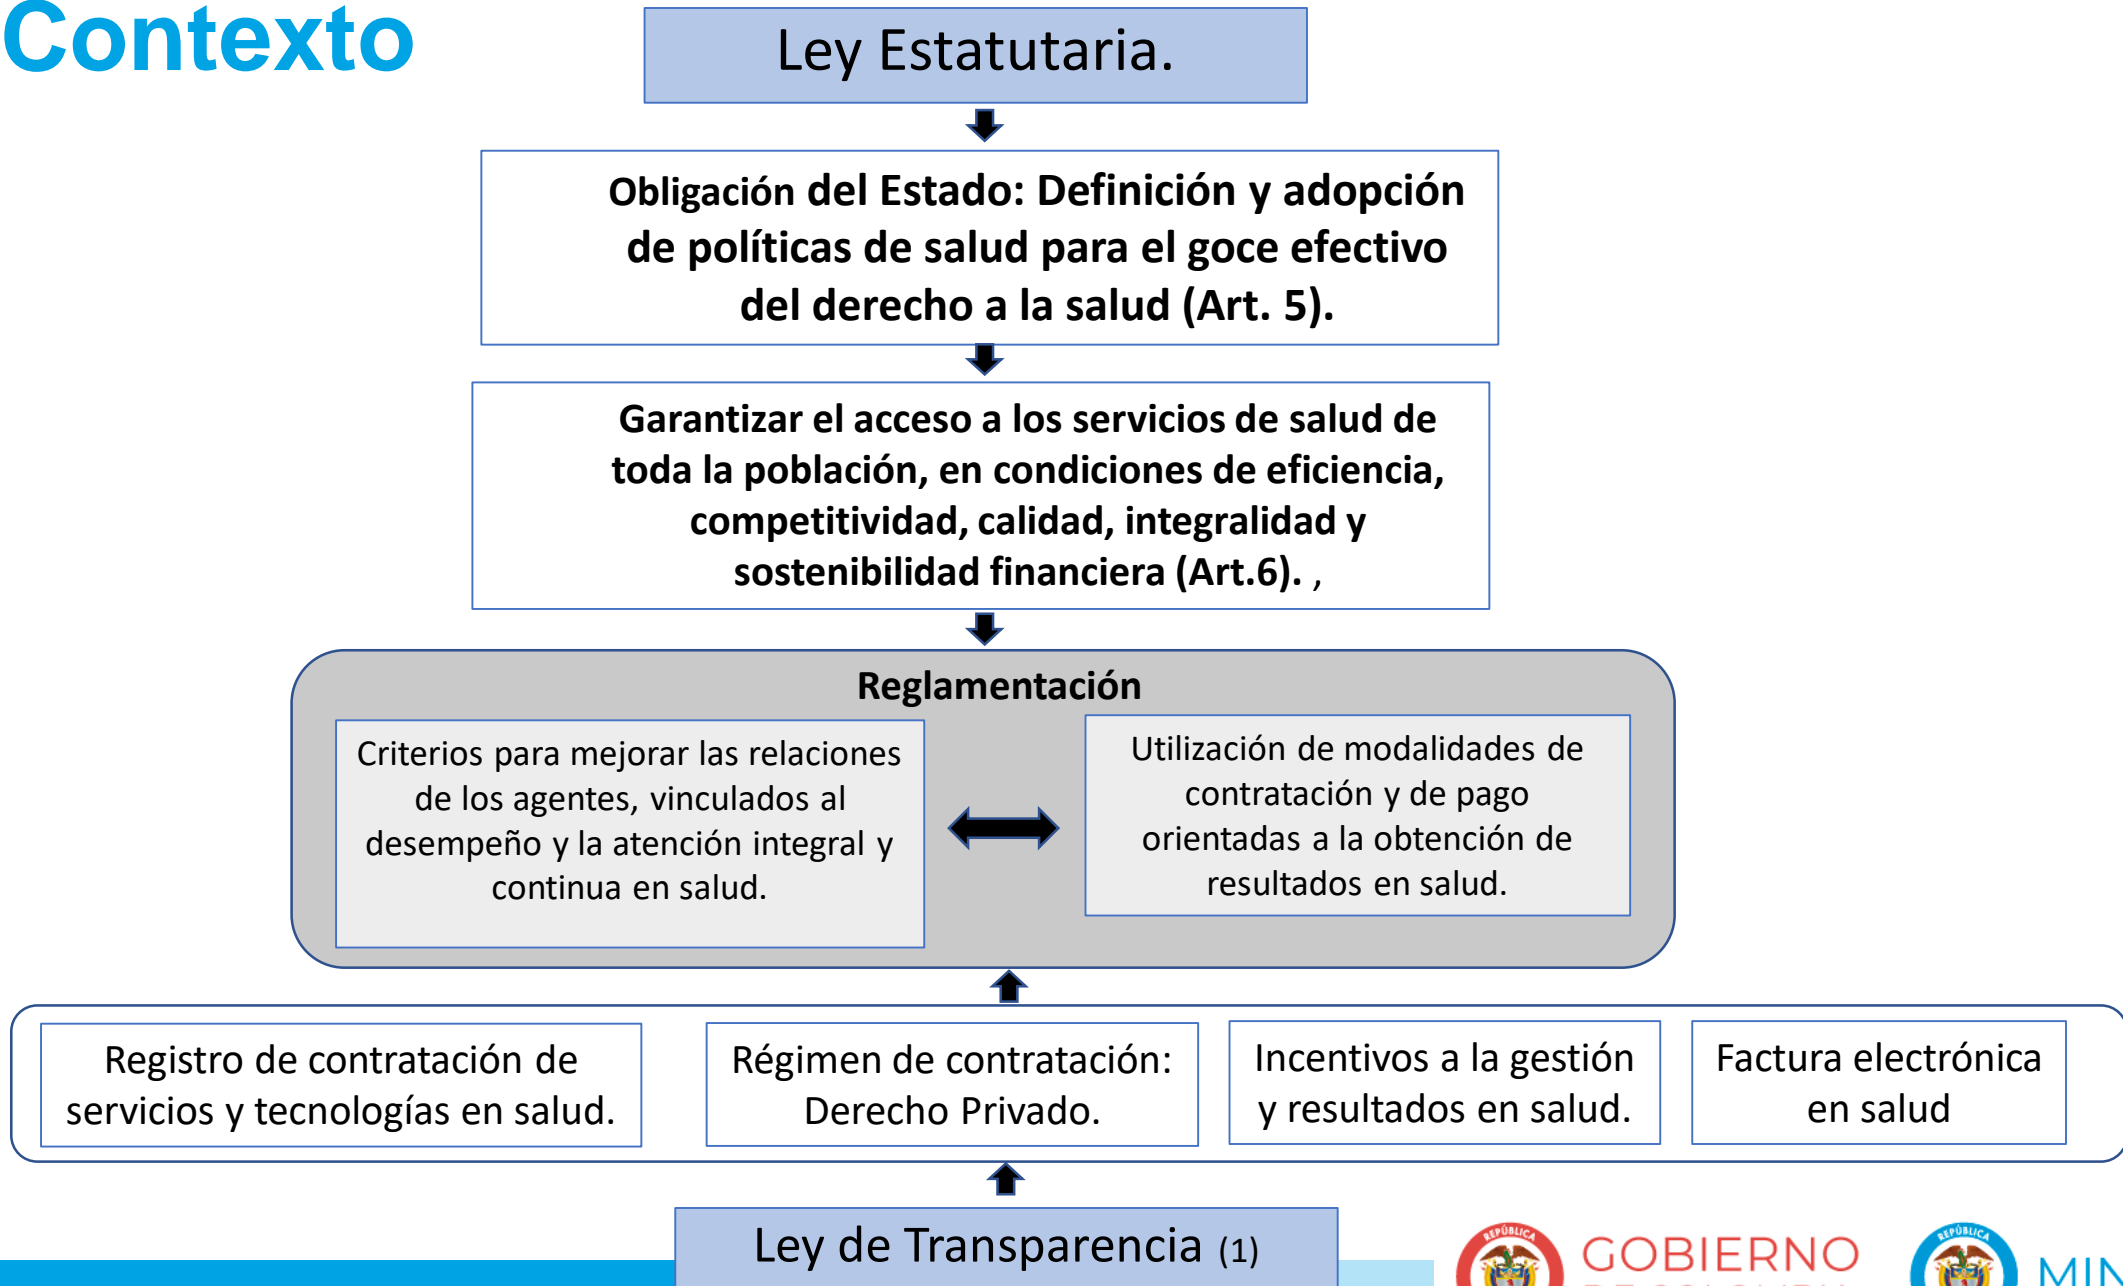 Contexto
Ley Estatutaria.
Obligación del Estado: Definición y adopción
de políticas de salud para el goce efectivo
del derecho a la salud (Art. 5).
Garantizar el acceso a los servicios de salud de
toda la población, en condiciones de eficiencia,
competitividad, calidad, integralidad y
sostenibilidad financiera (Art.6). ,
Reglamentación
Criterios para mejorar las relaciones
de los agentes, vinculados al
desempeño y la atención integral y
continua en salud.
Utilización de modalidades de
contratación y de pago
orientadas a la obtención de
resultados en salud.
Registro de contratación de
servicios y tecnologías en salud.
Régimen de contratación:
Derecho Privado.
Incentivos a la gestión
y resultados en salud.
Factura electrónica
en salud
Ley de Transparencia (1)
REPÚBLICA
GOBIERNO
DE COLOMBIA
REPÚBLICA
MIN